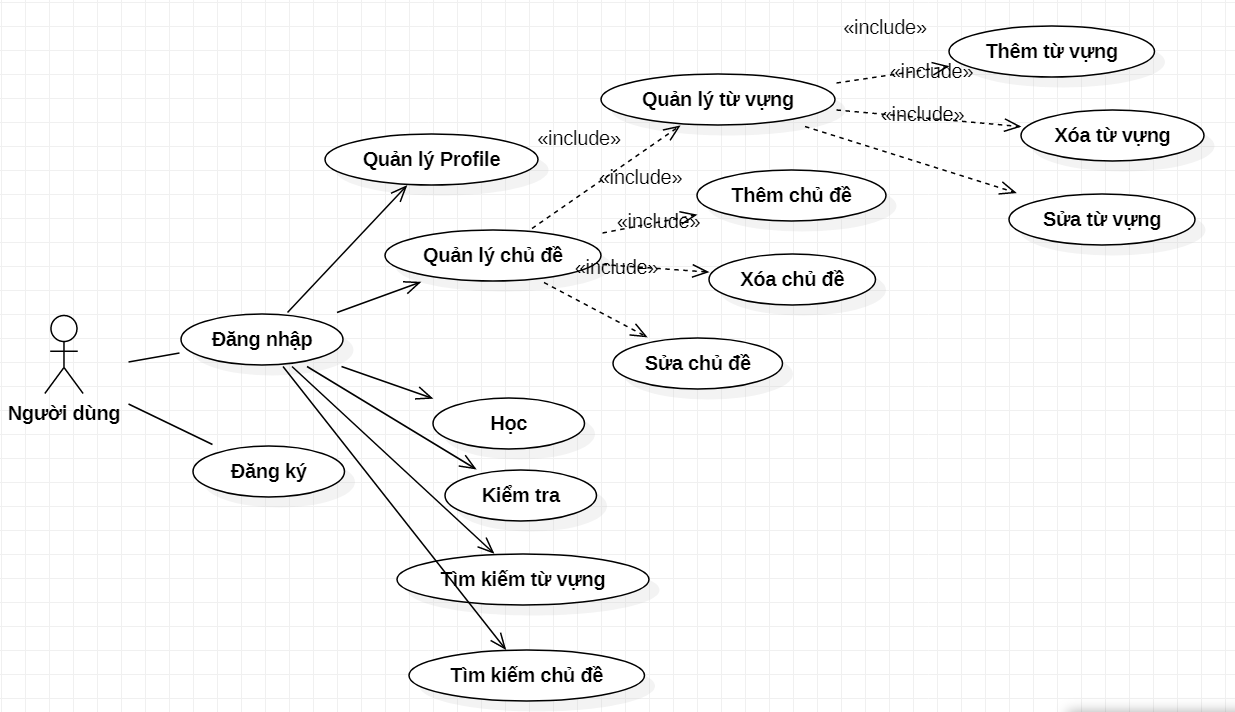 «include»
Thêm từ vựng
«include»
Quản lý từ vựng
«include»
Xóa từ vựng
«include»
Quản lý Profile
«include»
Thêm chủ đề
Sửa từ vựng
«include»
Quản lý chủ đề
«include»
Xóa chủ đề
Đăng nhập
Sửa chủ đề
Người dùng
Học
Đăng ký
Kiểm tra
Tìm kiếm từ vựng
Tìm kiếm chủ đề